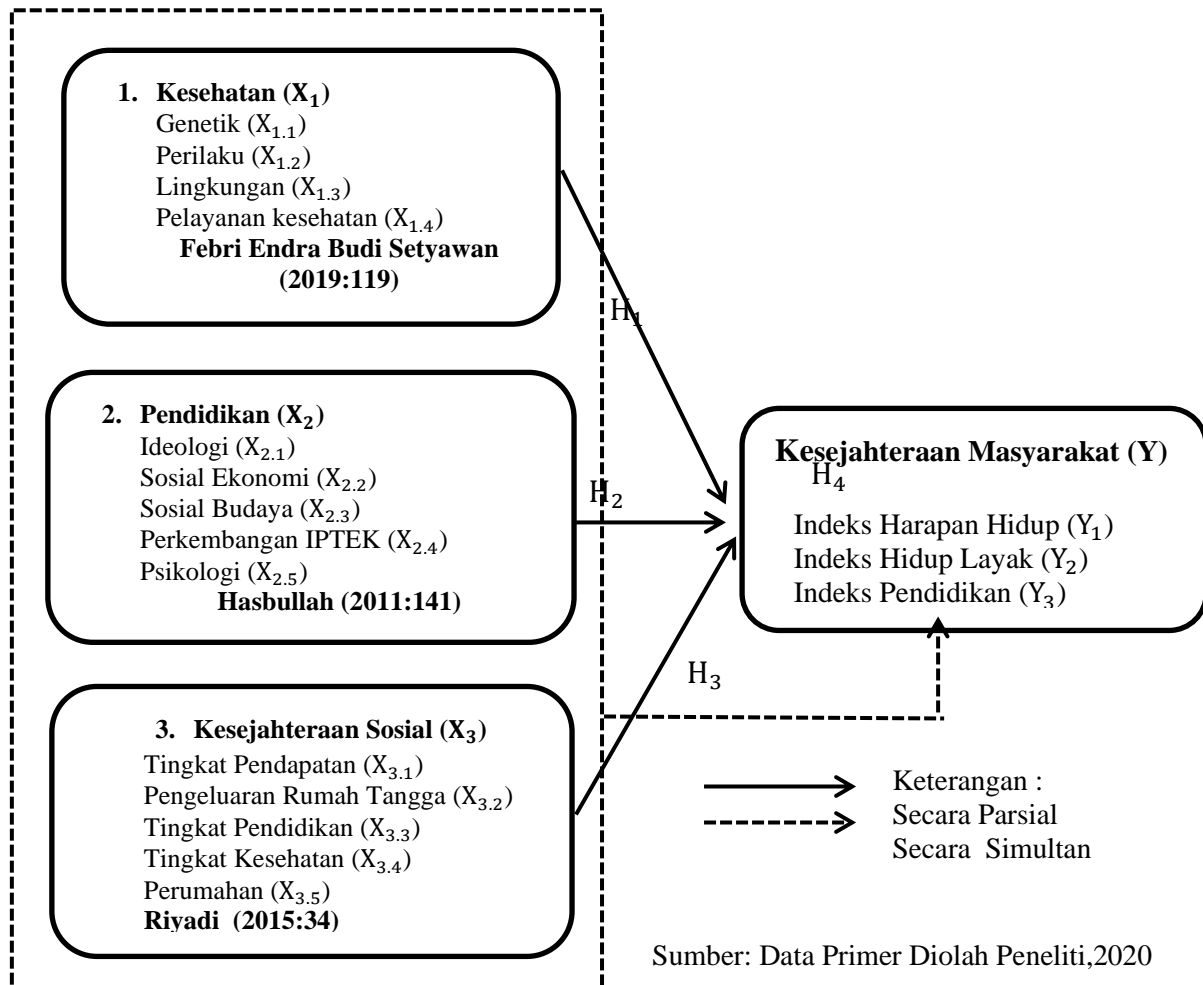 1. Kesehatan (X₁)
Genetik (X₁.₁)
Perilaku (X₁.₂)
Lingkungan (X₁.₃)
Pelayanan kesehatan (X₁.₄)
Febri Endra Budi Setyawan
(2019:119)
H₁
2. Pendidikan (X₂)
Ideologi (X₂.₁)
Sosial Ekonomi (X₂.₂)
Sosial Budaya (X₂.₃)
Perkembangan IPTEK (X₂.₄)
Psikologi (X₂.₅)
Hasbullah (2011:141)
H₂
Kesejahteraan Masyarakat (Y)
H₄
Indeks Harapan Hidup (Y₁)
Indeks Hidup Layak (Y₂)
Indeks Pendidikan (Y₃)
H₃
3. Kesejahteraan Sosial (X₃)
Tingkat Pendapatan (X₃.₁)
Pengeluaran Rumah Tangga (X₃.₂)
Tingkat Pendidikan (X₃.₃)
Tingkat Kesehatan (X₃.₄)
Perumahan (X₃.₅)
Riyadi (2015:34)
Keterangan :
Secara Parsial
Secara Simultan
Sumber: Data Primer Diolah Peneliti,2020